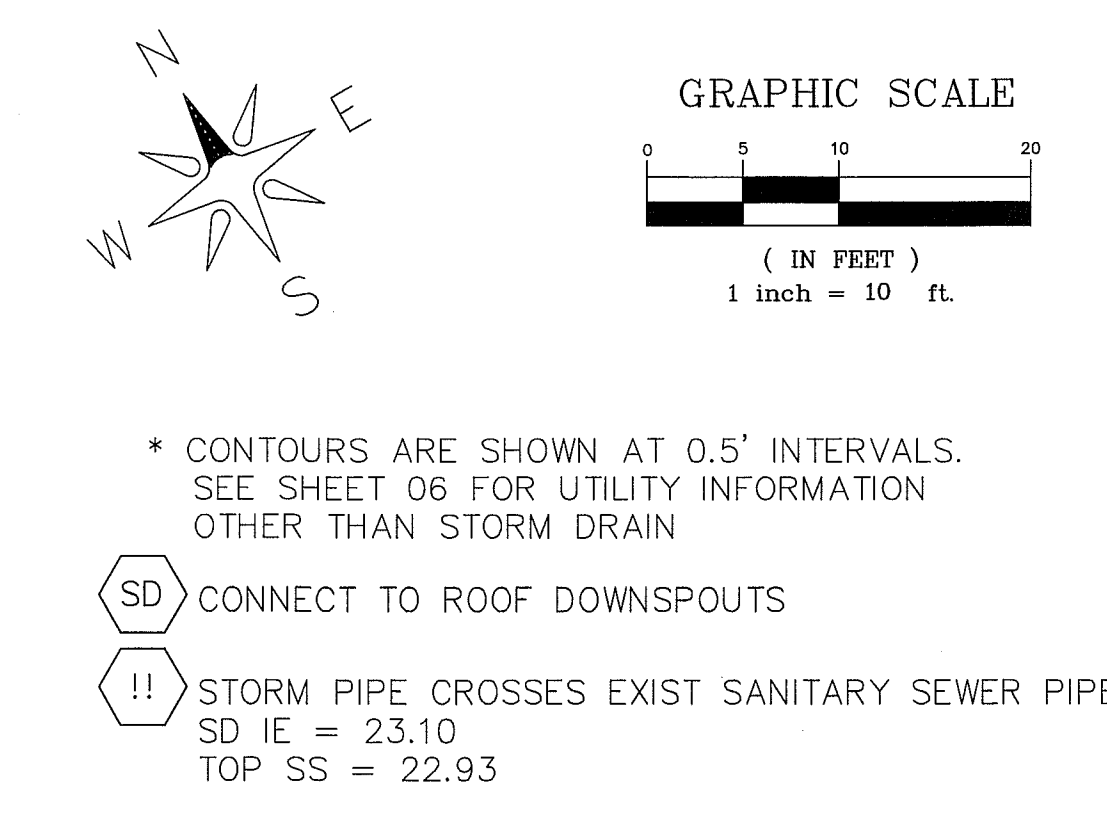 N
E
W
S
GRAPHIC SCALE
0 5 10 20
( IN FEET )
1 inch = 10 ft.
* CONTOURS ARE SHOWN AT 0.5' INTERVALS.
SEE SHEET 06 FOR UTILITY INFORMATION
OTHER THAN STORM DRAIN
SD CONNECT TO ROOF DOWNSPOUTS
!! STORM PIPE CROSSES EXIST SANITARY SEWER PIPE
SD IE = 23.10
TOP SS = 22.93